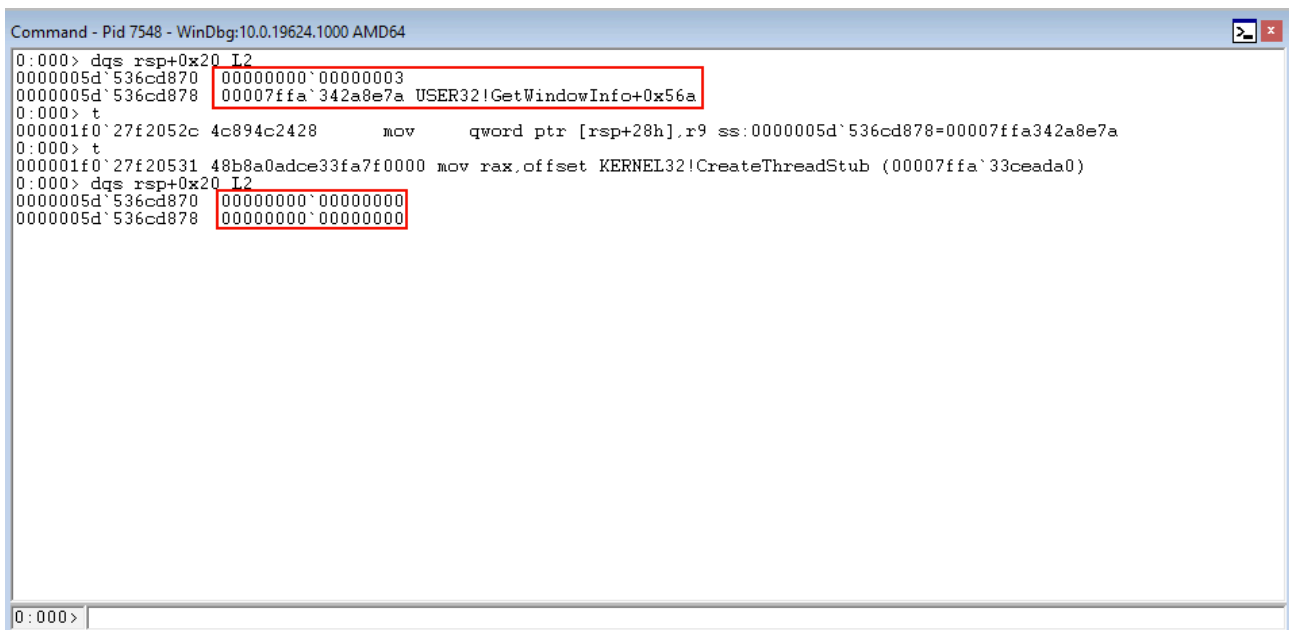 Command - Pid 7548 - WinDbg:10.0.19624.1000 AMD64
0:000> dqs rsp+0x20 L2
0000005d`536cd870  00000000`00000003
0000005d`536cd878  00007ffa`342a8e7a USER32!GetWindowInfo+0x56a
0:000> t
000001f0`27f2052c 4c894c2428      mov     qword ptr [rsp+28h],r9 ss:0000005d`536cd878=00007ffa342a8e7a
0:000> t
000001f0`27f20531 48b8a0adce33fa7f0000 mov rax,offset KERNEL32!CreateThreadStub (00007ffa`33ceada0)
0:000> dqs rsp+0x20 L2
0000005d`536cd870  00000000`00000000
0000005d`536cd878  00000000`00000000
0:000>